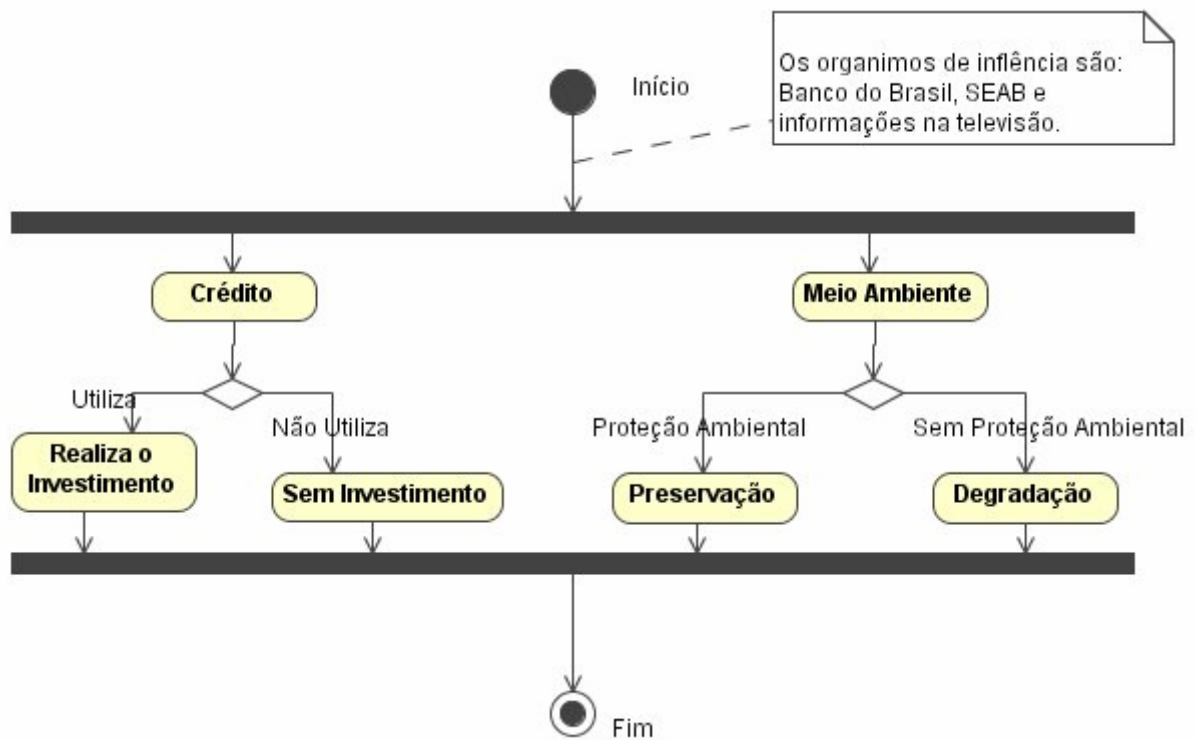 Início
Os organimos de inflência são:
Banco do Brasil, SEAB e
informações na televisão.
Crédito
Meio Ambiente
Utiliza
Não Utiliza
Proteção Ambiental
Sem Proteção Ambiental
Realiza o
Investimento
Sem Investimento
Preservação
Degradação
Fim